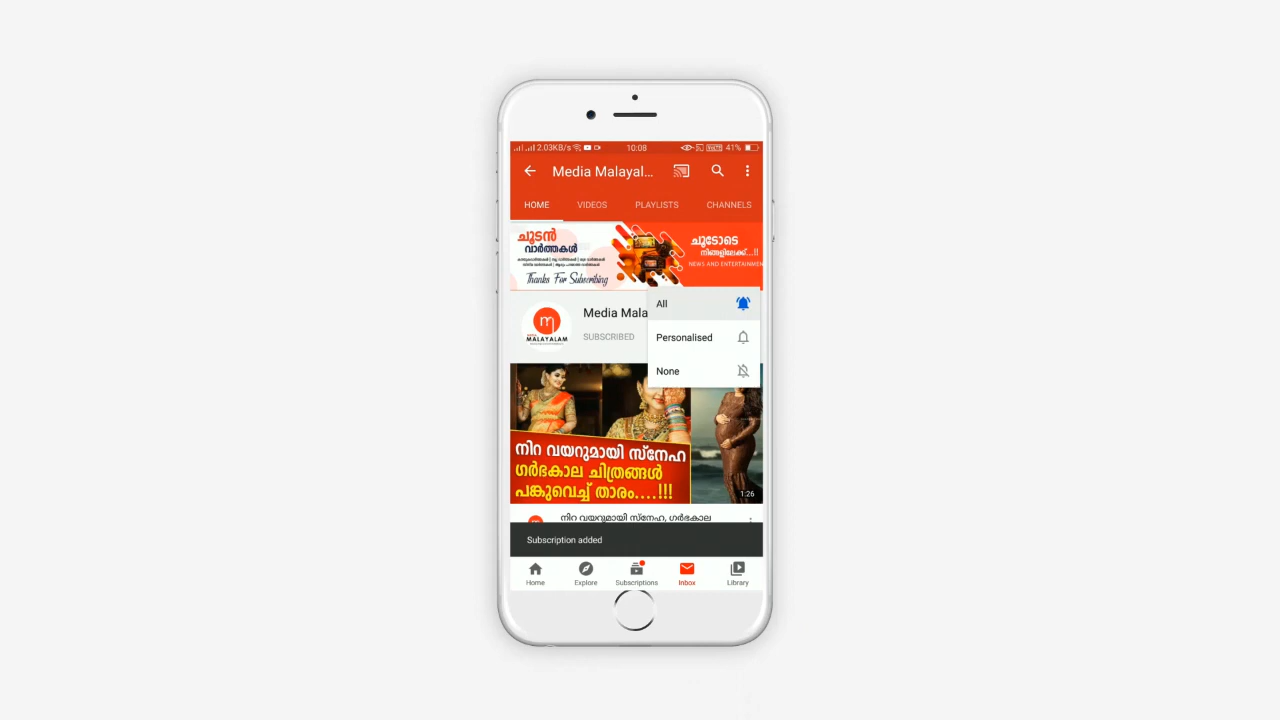 2.03KB/s 10:08 41%
Media Malayal...
HOME VIDEOS PLAYLISTS CHANNELS
ചൂടൻ
വാർത്തകൾ
Thanks For Subscribing
ചൂടോടെ
നിങ്ങളിലേക്ക്...!!
NEWS AND ENTERTAINMEN
All
Media Mala
m
MALAYALAM
SUBSCRIBED
Personalised
None
നിറ വയറുമായി സ്നേഹ
ഗർഭകാല ചിത്രങ്ങൾ
പങ്കുവെച്ച് താരം....!!!
1:26
നിറ വയറുമായി സ്നേഹ, ഗർഭകാല
Subscription added
Home Explore Subscriptions Inbox Library